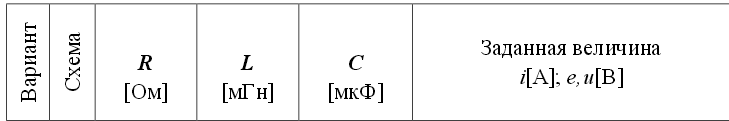 Вариант
Схема
R
[Ом]
L
[мГн]
C
[мкФ]
Заданная величина
i[А]; e,u[В]